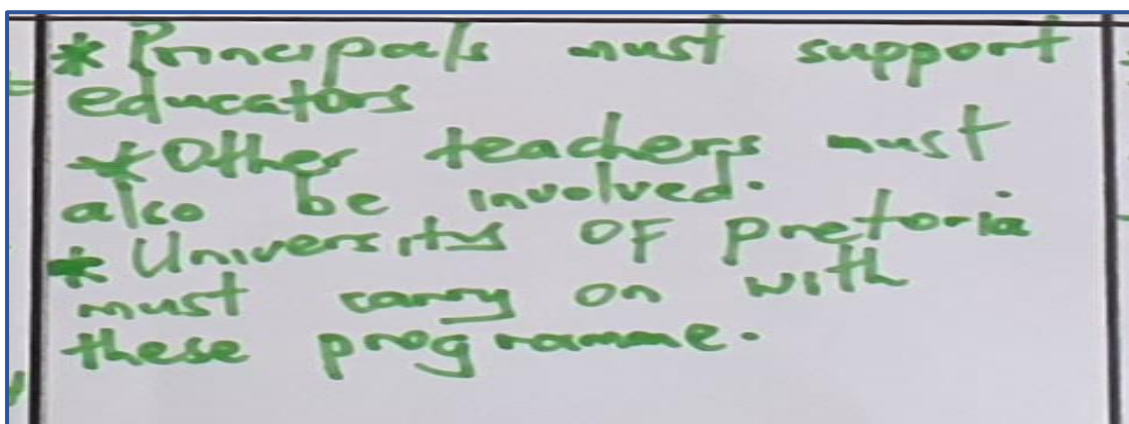 * Principals must support
educators
* Other teachers must
also be involved.
* University OF pretoria
must carry on with
these programme.